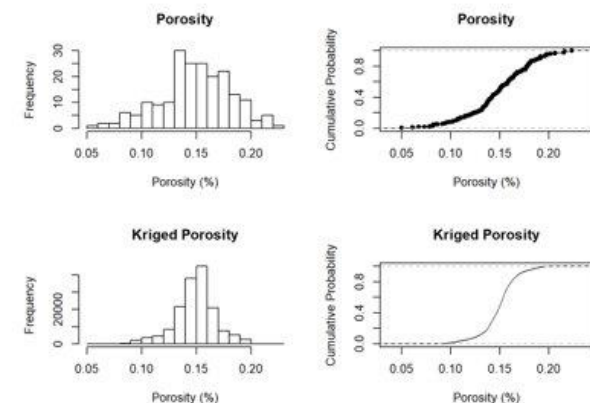 Porosity
Frequency
0 10 20 30
0.05 0.10 0.15 0.20
Porosity (%)
Porosity
Cumulative Probability
0.0 0.4 0.8
0.05 0.10 0.15 0.20
Porosity (%)
Kriged Porosity
Frequency
0 20000
0.05 0.10 0.15 0.20
Porosity (%)
Kriged Porosity
Cumulative Probability
0.0 0.4 0.8
0.05 0.10 0.15 0.20
Porosity (%)